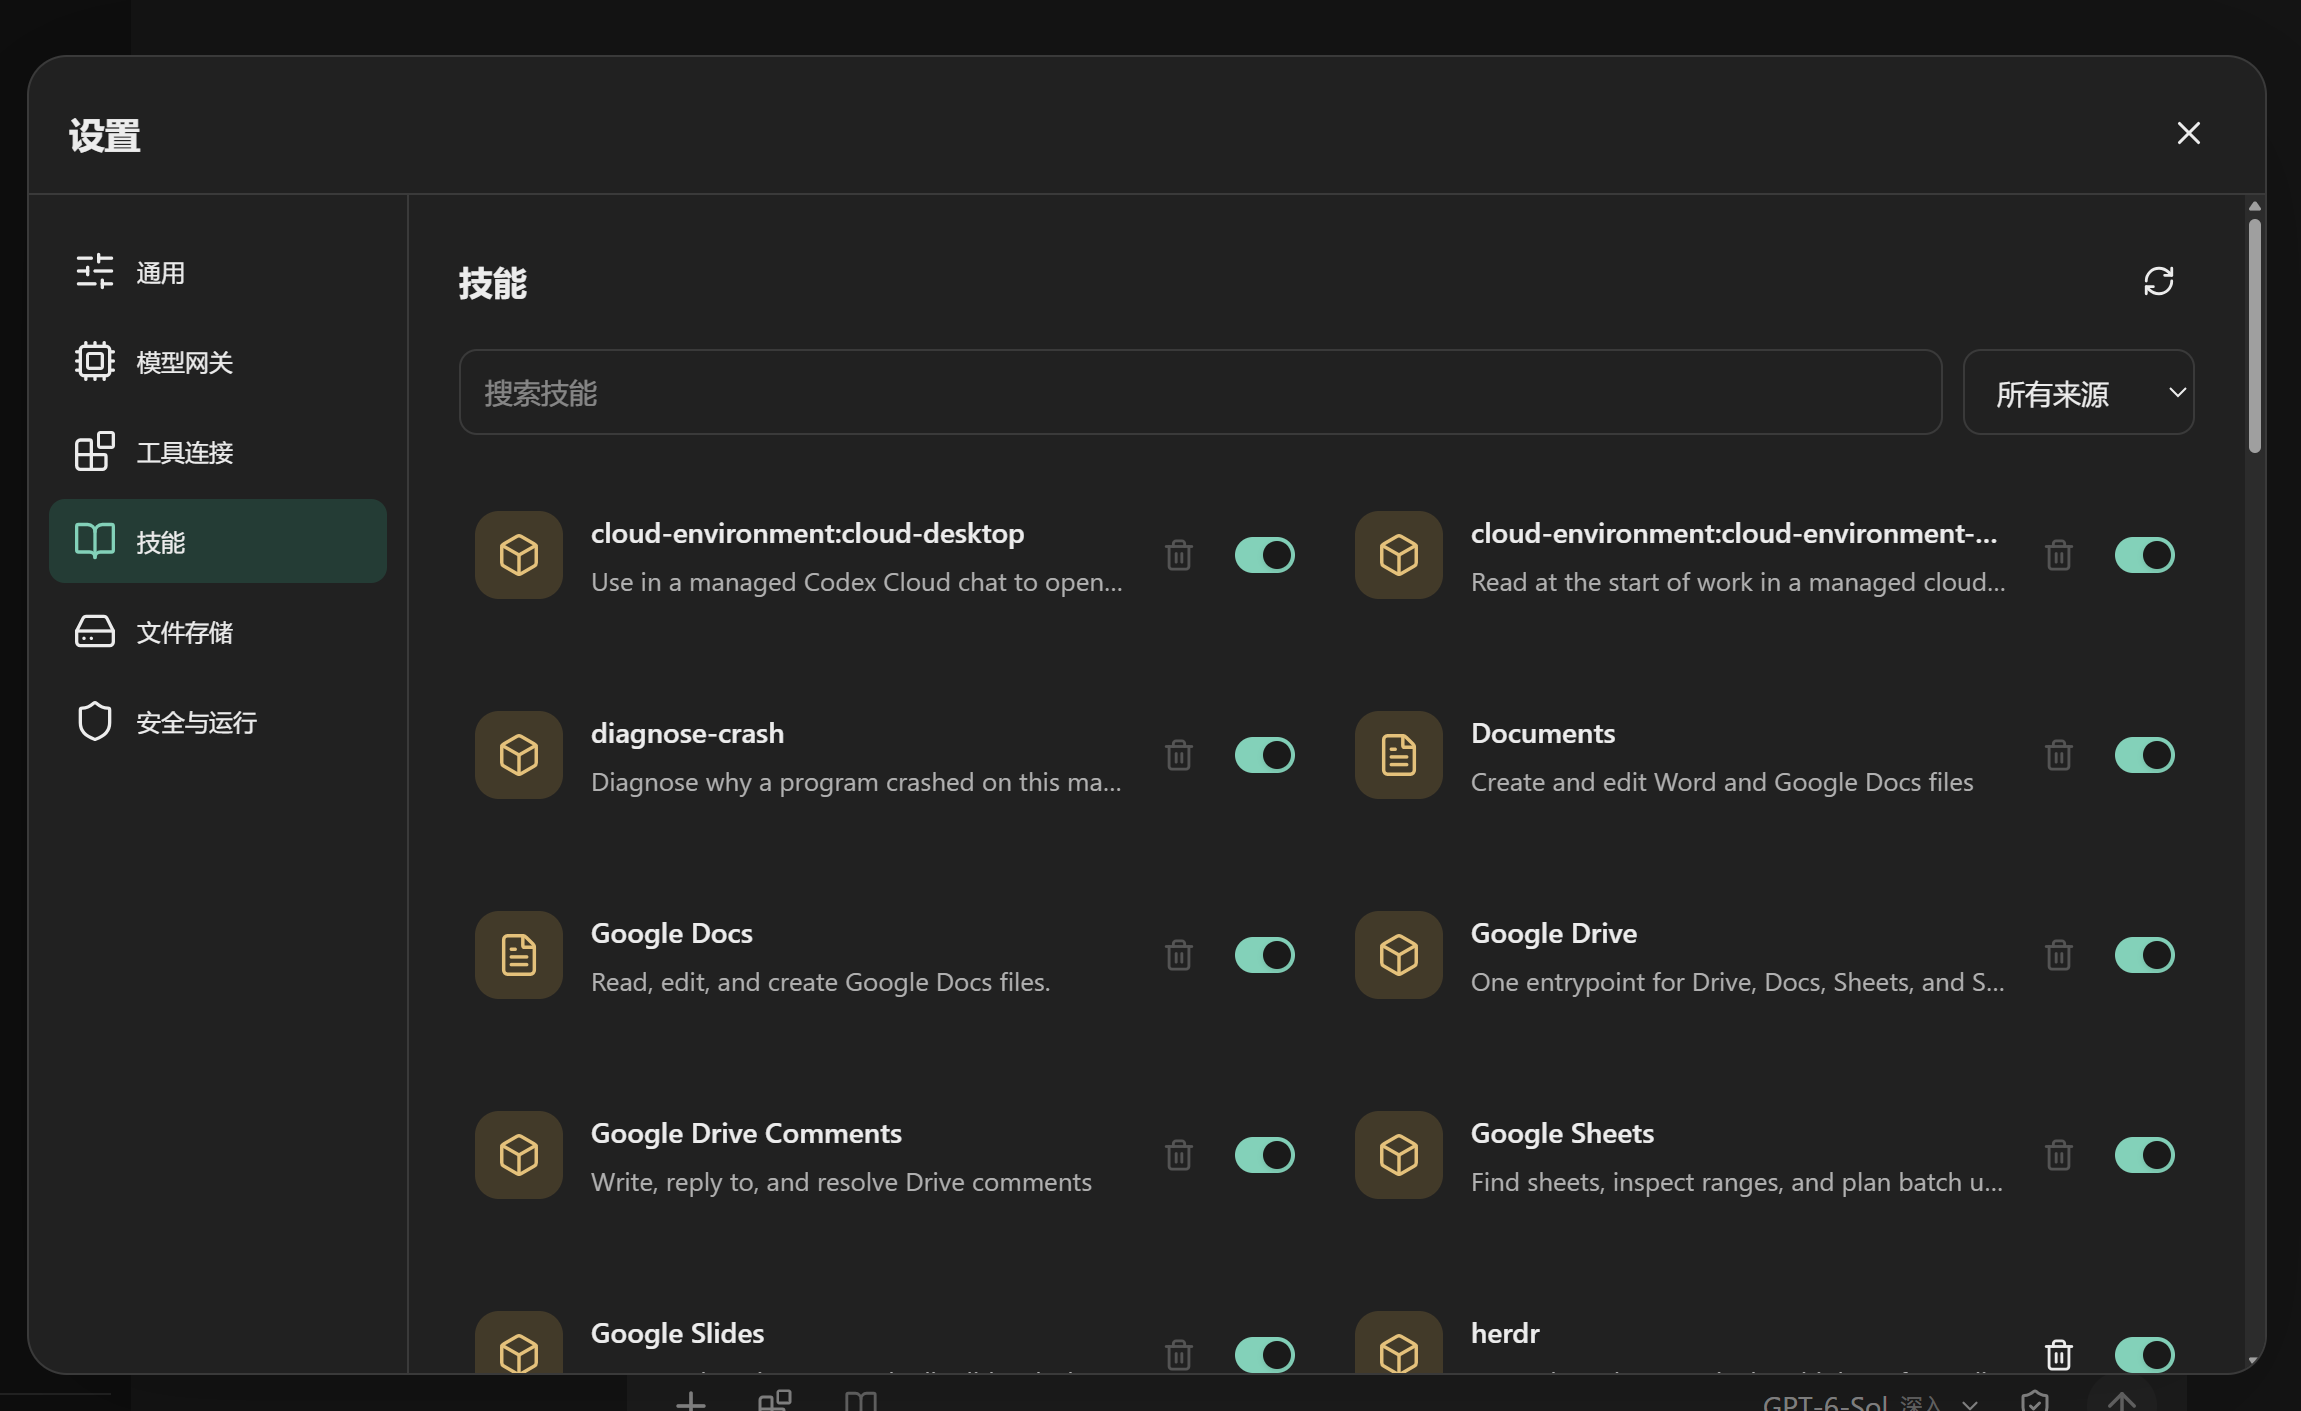 设置
通用
模型网关
工具连接
技能
文件存储
安全与运行
技能
搜索技能
所有来源
cloud-environment:cloud-desktop
Use in a managed Codex Cloud chat to open...
cloud-environment:cloud-environment-...
Read at the start of work in a managed cloud...
diagnose-crash
Diagnose why a program crashed on this ma...
Documents
Create and edit Word and Google Docs files
Google Docs
Read, edit, and create Google Docs files.
Google Drive
One entrypoint for Drive, Docs, Sheets, and S...
Google Drive Comments
Write, reply to, and resolve Drive comments
Google Sheets
Find sheets, inspect ranges, and plan batch u...
Google Slides
herdr
GPT-6-Sol 深入